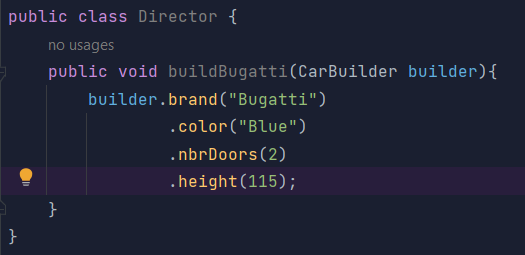 public class Director {
no usages
public void buildBugatti(CarBuilder builder){
builder.brand("Bugatti")
.color("Blue")
.nbrDoors(2)
.height(115);
}
}